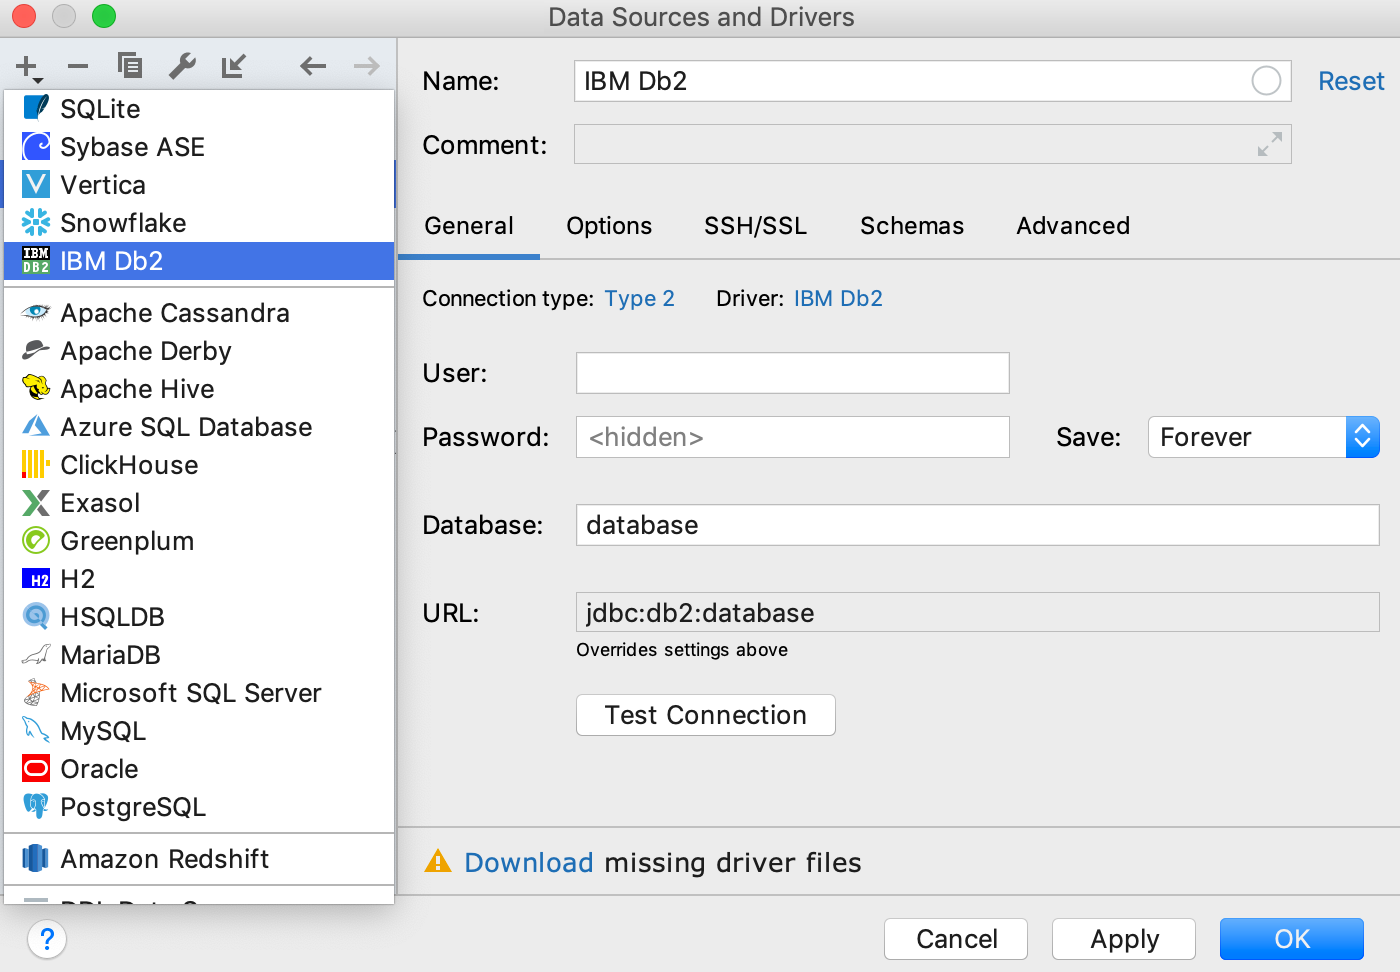 Data Sources and Drivers
SQLite
Sybase ASE
Vertica
Snowflake
IBM DB2 IBM Db2
Apache Cassandra
Apache Derby
Apache Hive
Azure SQL Database
ClickHouse
Exasol
Greenplum
H2 H2
HSQLDB
MariaDB
Microsoft SQL Server
MySQL
Oracle
PostgreSQL
Amazon Redshift
?
Name: IBM Db2 Reset
Comment:
General Options SSH/SSL Schemas Advanced
Connection type: Type 2 Driver: IBM Db2
User:
Password: <hidden> Save: Forever
Database: database
URL: jdbc:db2:database
Overrides settings above
Test Connection
Download missing driver files
Cancel Apply OK